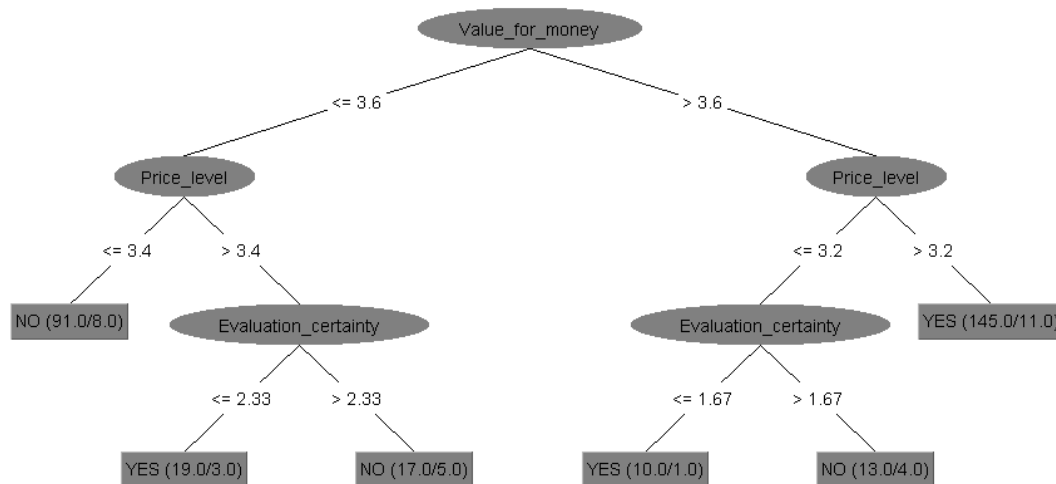 Value_for_money
<= 3.6
> 3.6
Price_level
Price_level
<= 3.4
> 3.4
<= 3.2
> 3.2
NO (91.0/8.0)
Evaluation_certainty
Evaluation_certainty
YES (145.0/11.0)
<= 2.33
> 2.33
<= 1.67
> 1.67
YES (19.0/3.0)
NO (17.0/5.0)
YES (10.0/1.0)
NO (13.0/4.0)